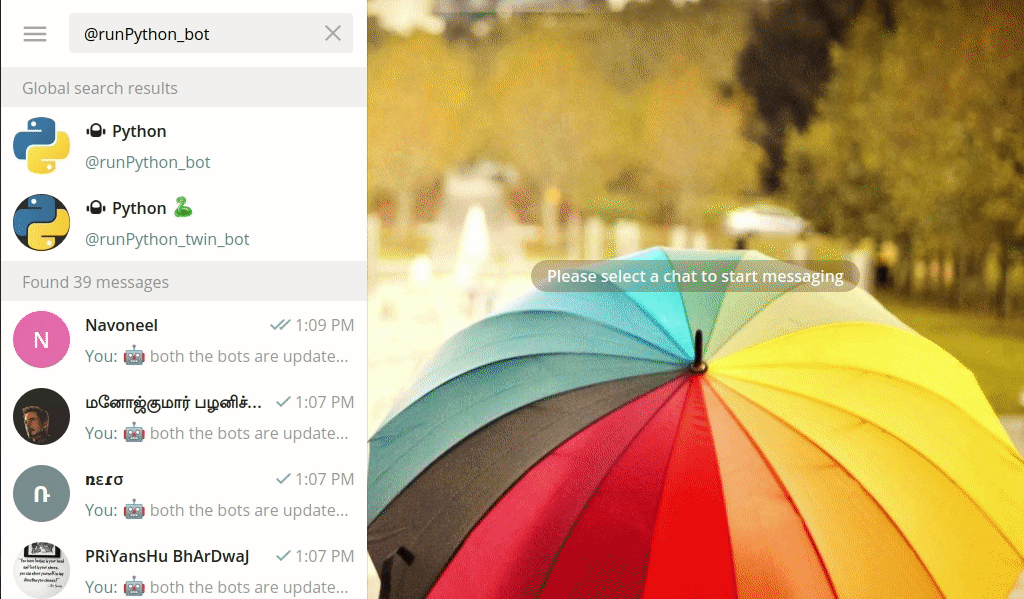 @runPython_bot
Global search results
Python
@runPython_bot
Python 🐍
@runPython_twin_bot
Found 39 messages
N
Navoneel
1:09 PM
You: 🤖 both the bots are update...
மனோஜ்குமார் பழனிச்...
1:07 PM
You: 🤖 both the bots are update...
ກ
𝐧εɾσ
1:07 PM
You: 🤖 both the bots are update...
PRiYansHu BhArDwaJ
1:07 PM
You: 🤖 both the bots are update...
Please select a chat to start messaging